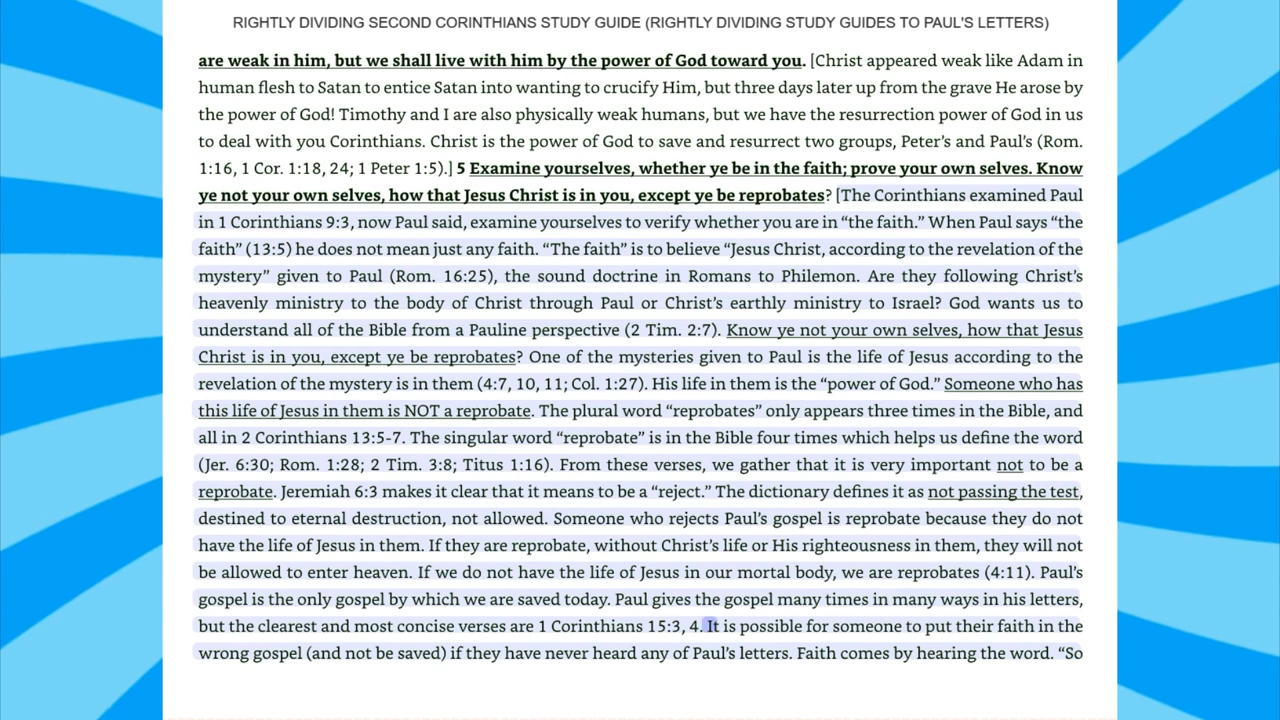 RIGHTLY DIVIDING SECOND CORINTHIANS STUDY GUIDE (RIGHTLY DIVIDING STUDY GUIDES TO PAUL'S LETTERS)
are weak in him, but we shall live with him by the power of God toward you. [Christ appeared weak like Adam in
human flesh to Satan to entice Satan into wanting to crucify Him, but three days later up from the grave He arose by
the power of God! Timothy and I are also physically weak humans, but we have the resurrection power of God in us
to deal with you Corinthians. Christ is the power of God to save and resurrect two groups, Peter’s and Paul’s (Rom.
1:16, 1 Cor. 1:18, 24; 1 Peter 1:5).] 5 Examine yourselves, whether ye be in the faith; prove your own selves. Know
ye not your own selves, how that Jesus Christ is in you, except ye be reprobates? [The Corinthians examined Paul
in 1 Corinthians 9:3, now Paul said, examine yourselves to verify whether you are in “the faith.” When Paul says “the
faith” (13:5) he does not mean just any faith. “The faith” is to believe “Jesus Christ, according to the revelation of the
mystery” given to Paul (Rom. 16:25), the sound doctrine in Romans to Philemon. Are they following Christ’s
heavenly ministry to the body of Christ through Paul or Christ’s earthly ministry to Israel? God wants us to
understand all of the Bible from a Pauline perspective (2 Tim. 2:7). Know ye not your own selves, how that Jesus
Christ is in you, except ye be reprobates? One of the mysteries given to Paul is the life of Jesus according to the
revelation of the mystery is in them (4:7, 10, 11; Col. 1:27). His life in them is the “power of God.” Someone who has
this life of Jesus in them is NOT a reprobate. The plural word “reprobates” only appears three times in the Bible, and
all in 2 Corinthians 13:5-7. The singular word “reprobate” is in the Bible four times which helps us define the word
(Jer. 6:30; Rom. 1:28; 2 Tim. 3:8; Titus 1:16). From these verses, we gather that it is very important not to be a
reprobate. Jeremiah 6:3 makes it clear that it means to be a “reject.” The dictionary defines it as not passing the test,
destined to eternal destruction, not allowed. Someone who rejects Paul’s gospel is reprobate because they do not
have the life of Jesus in them. If they are reprobate, without Christ’s life or His righteousness in them, they will not
be allowed to enter heaven. If we do not have the life of Jesus in our mortal body, we are reprobates (4:11). Paul’s
gospel is the only gospel by which we are saved today. Paul gives the gospel many times in many ways in his letters,
but the clearest and most concise verses are 1 Corinthians 15:3, 4. It is possible for someone to put their faith in the
wrong gospel (and not be saved) if they have never heard any of Paul’s letters. Faith comes by hearing the word. “So